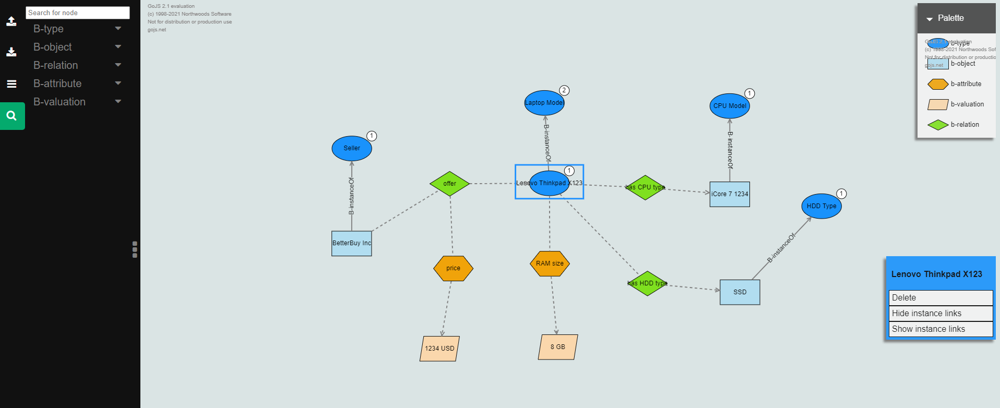 Search for node
B-type
B-object
B-relation
B-attribute
B-valuation
GoJS 2.1 evaluation
(c) 1998-2021 Northwoods Software
Not for distribution or production use
gojs.net
Laptop Model
2
CPU Model
1
Seller
1
B-instanceOf
B-instanceOf
B-instanceOf
offer
Lenovo Thinkpad X123
1
has CPU type
iCore 7 1234
HDD Type
1
BetterBuy Inc
B-instanceOf
price
RAM size
has HDD type
SSD
1234 USD
8 GB
Palette
GoJS 2.1 evaluation
b-type
(c) 1998-2021 Northwoods Sof
Not for distribution or productio
b-object
gojs.net
b-attribute
b-valuation
b-relation
Lenovo Thinkpad X123
Delete
Hide instance links
Show instance links